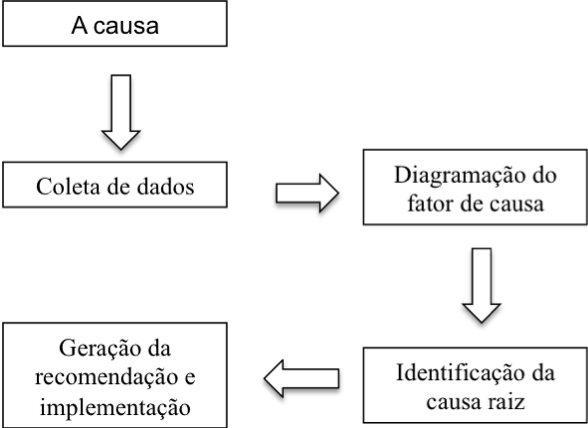 A causa
Coleta de dados
Diagramação do
fator de causa
Identificação da
causa raiz
Geração da
recomendação e
implementação